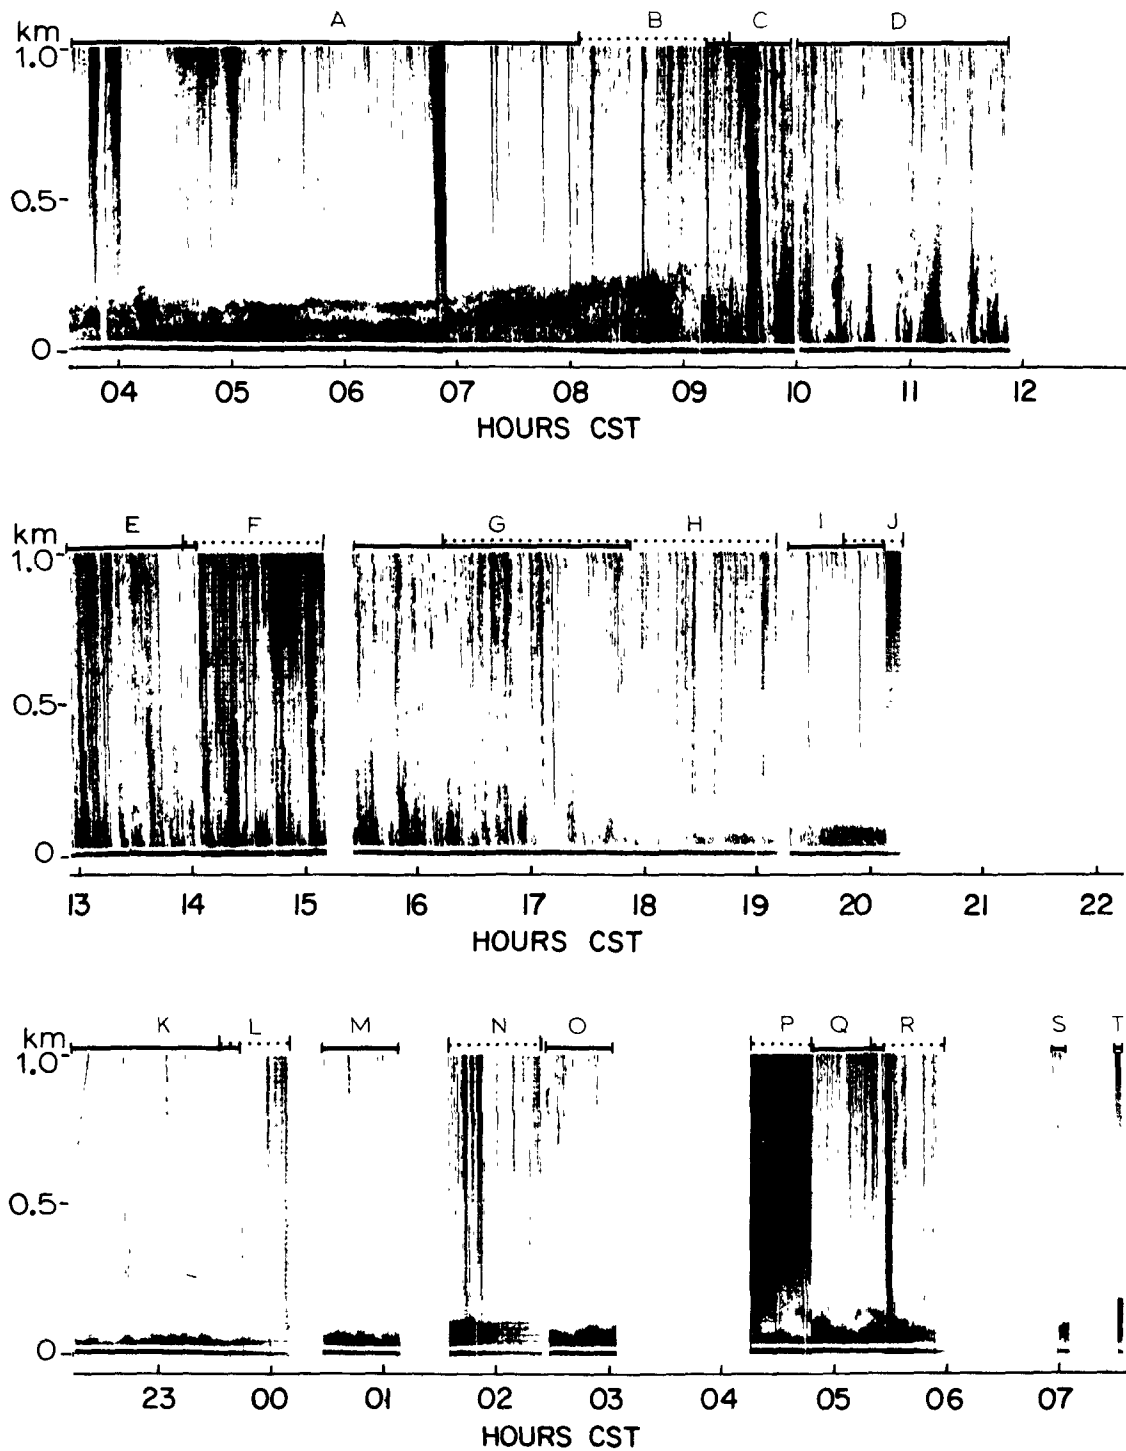 A B C D
km
1.0
0.5-
0-
04 05 06 07 08 09 10 11 12
HOURS CST
E F G H I J
km
1.0
0.5-
0-
13 14 15 16 17 18 19 20 21 22
HOURS CST
K L M N O P Q R S T
km
1.0
0.5-
0-
23 00 01 02 03 04 05 06 07
HOURS CST